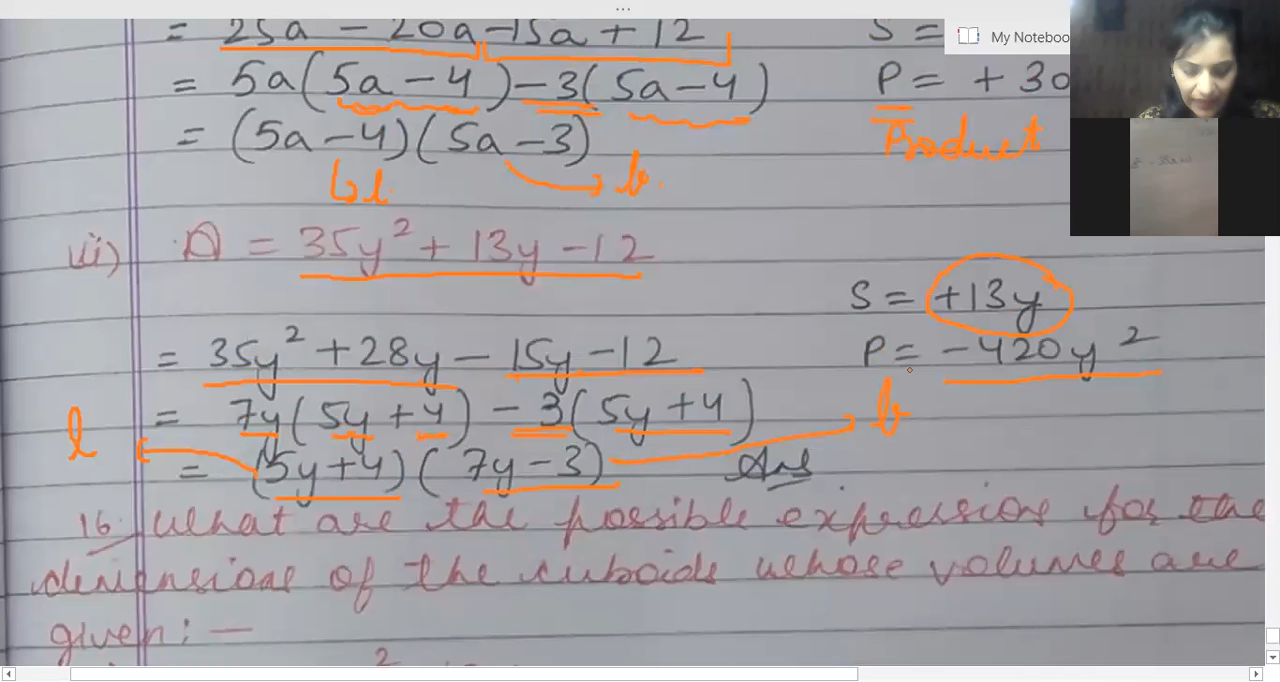 = 25a - 20a - 15a + 12
S =
My Noteboo
= 5a(5a - 4) - 3(5a - 4)
P = + 30
= (5a - 4)(5a - 3)
Product
l
b
ii) A = 35y² + 13y - 12
S = +13y
= 35y² + 28y - 15y - 12
P = -420y²
= 7y(5y + 4) - 3(5y + 4)
l
b
= (5y + 4)(7y - 3) Ans
16. What are the possible expressions for the
dimensions of the cuboids whose volumes are
given : —
2